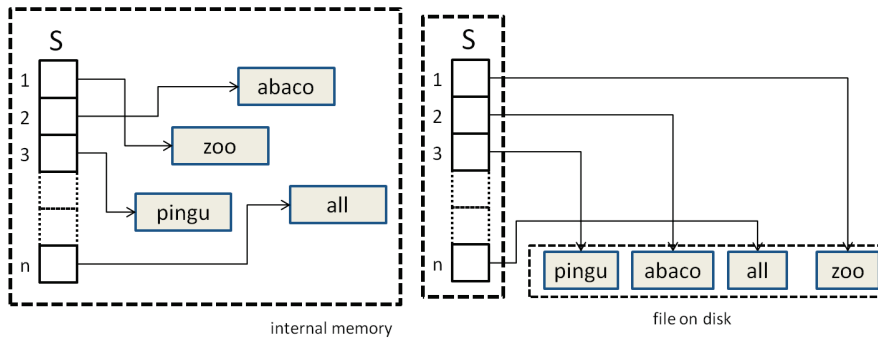 S
1
abaco
2
zoo
3
pingu
all
n
internal memory
S
1
2
3
n
pingu abaco all zoo
file on disk